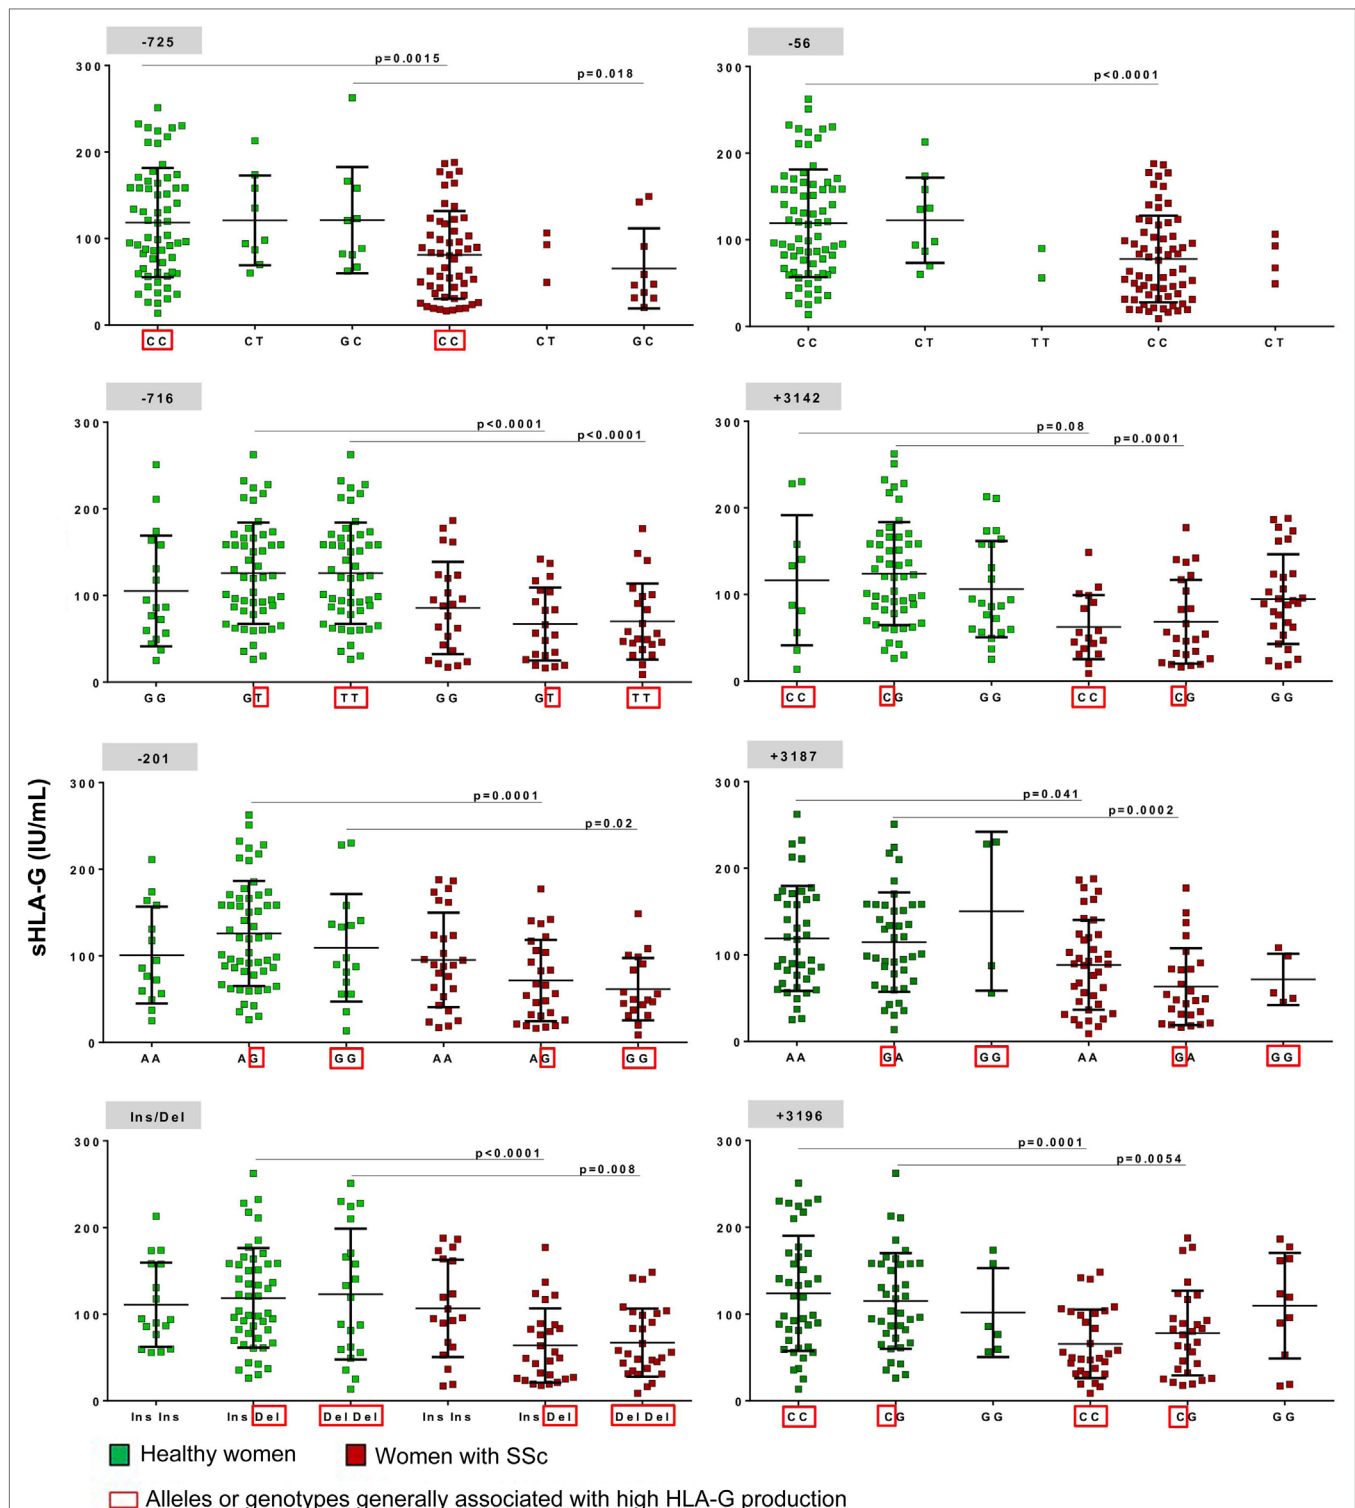 -725
p=0.0015
p=0.018
300
200
100
0
CC CT GC CC CT GC
-56
p<0.0001
300
200
100
0
CC CT TT CC CT
-716
p<0.0001
p<0.0001
300
200
100
0
GG GT TT GG GT TT
+3142
p=0.08
p=0.0001
300
200
100
0
CC CG GG CC CG GG
sHLA-G (IU/mL)
-201
p=0.0001
p=0.02
300
200
100
0
AA AG GG AA AG GG
+3187
p=0.041
p=0.0002
300
200
100
0
AA GA GG AA GA GG
Ins/Del
p<0.0001
p=0.008
300
200
100
0
Ins Ins Ins Del Del Del Ins Ins Ins Del Del Del
+3196
p=0.0001
p=0.0054
300
200
100
0
CC CG GG CC CG GG
Healthy women Women with SSc
Alleles or genotypes generally associated with high HLA-G production